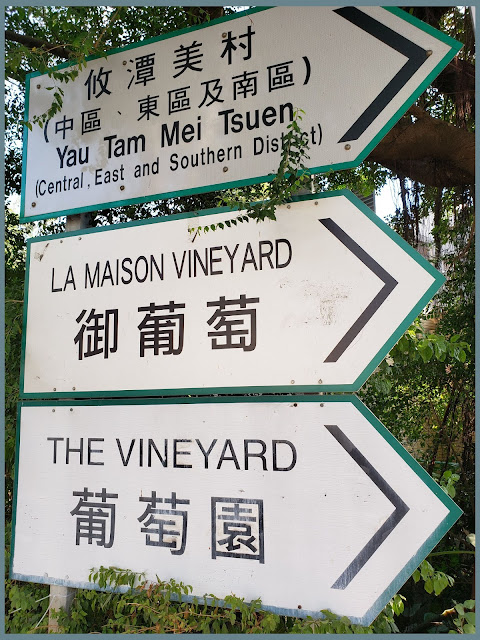 攸潭美村
(中區、東區及南區)
Yau Tam Mei Tsuen
(Central, East and Southern District)
LA MAISON VINEYARD
御葡萄
THE VINEYARD
葡萄園